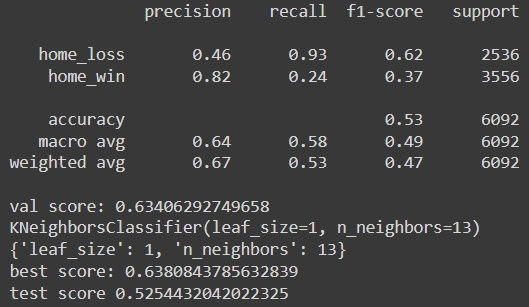 precision recall f1-score support
home_loss 0.46 0.93 0.62 2536
home_win 0.82 0.24 0.37 3556
accuracy 0.53 6092
macro avg 0.64 0.58 0.49 6092
weighted avg 0.67 0.53 0.47 6092
val score: 0.63406292749658
KNeighborsClassifier(leaf_size=1, n_neighbors=13)
{'leaf_size': 1, 'n_neighbors': 13}
best score: 0.6380843785632839
test score 0.5254432042022325